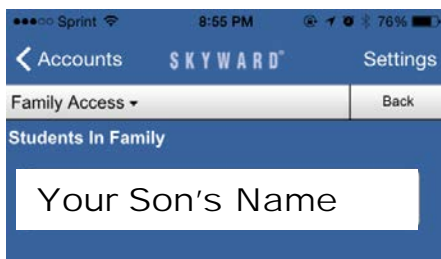 Sprint 8:55 PM 76%
Accounts SKYWARD® Settings
Family Access Back
Students In Family
Your Son's Name